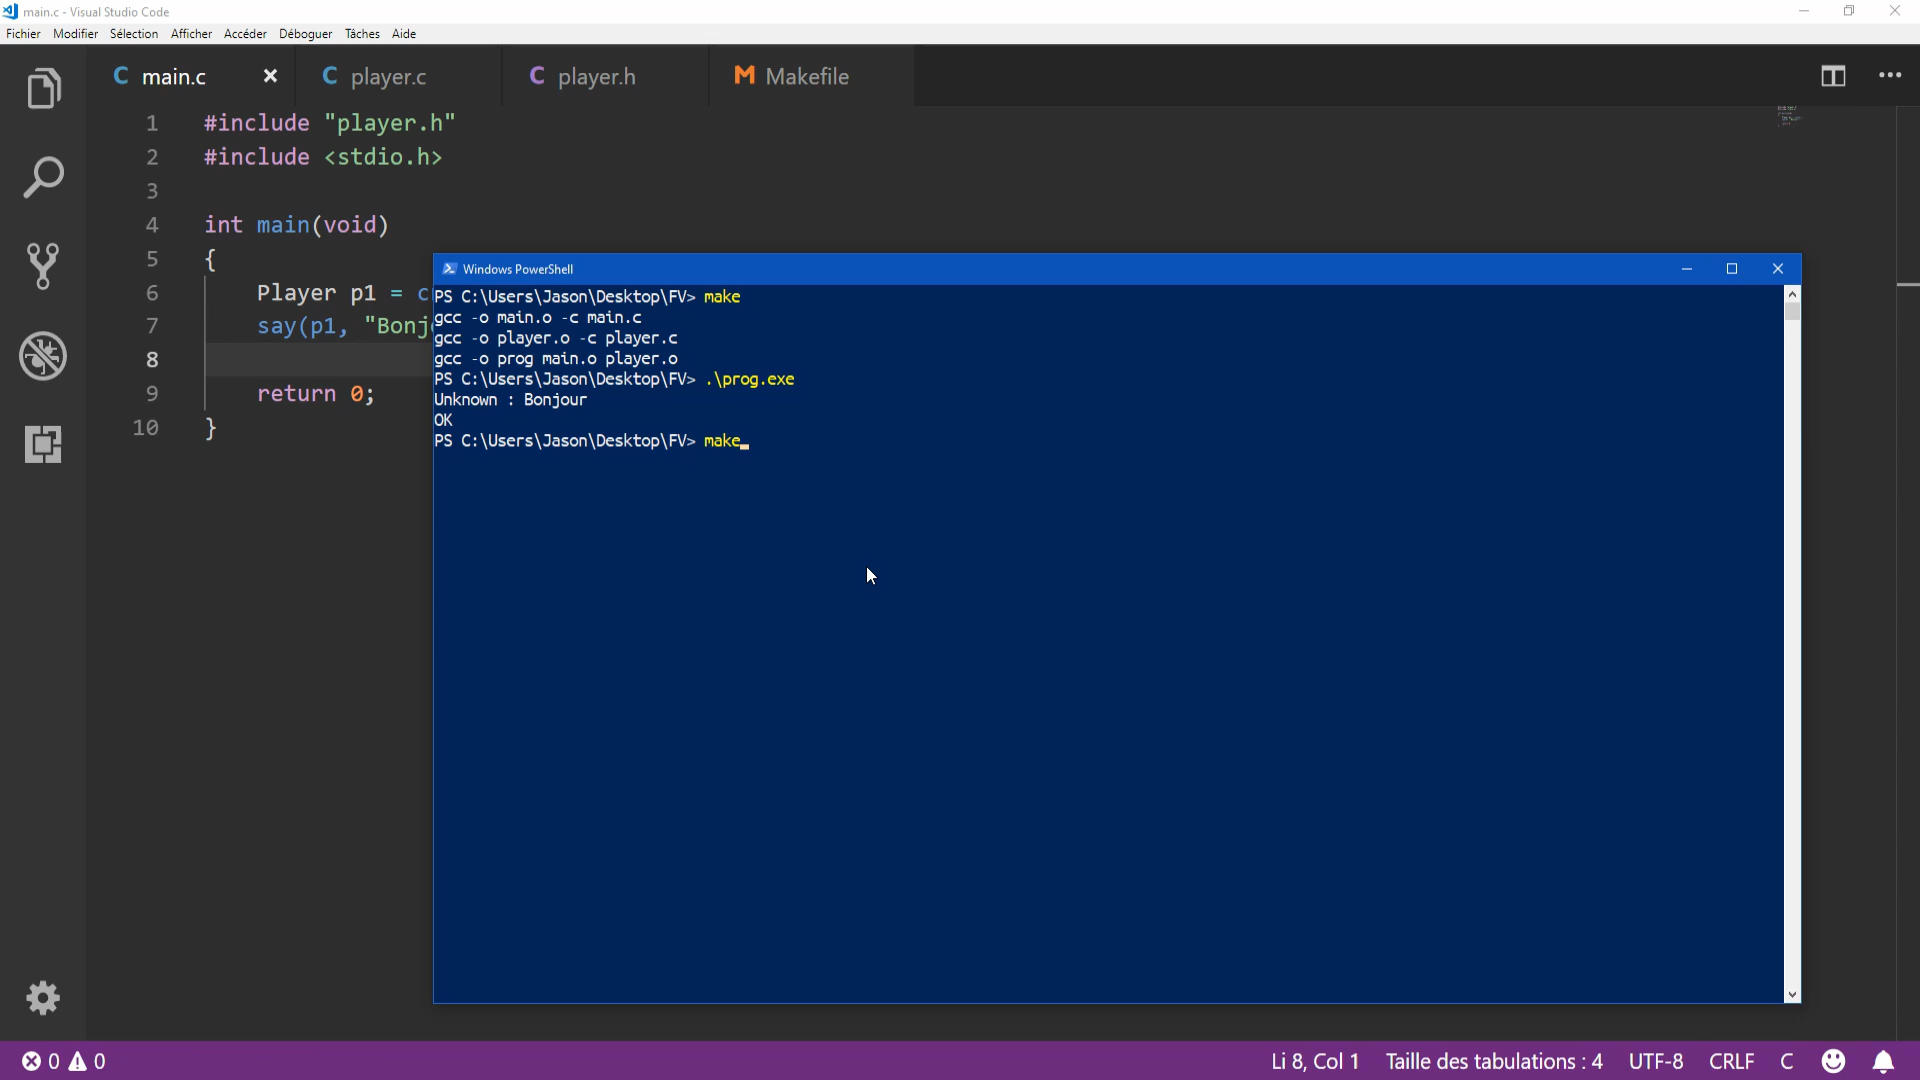 main.c - Visual Studio Code
Fichier Modifier Sélection Afficher Accéder Déboguer Tâches Aide
C main.c C player.c C player.h M Makefile
1 #include "player.h"
2 #include <stdio.h>
3
4 int main(void)
5 {
6 Player p1 = c
7 say(p1, "Bonj
8
9 return 0;
10 }
Windows PowerShell
PS C:\Users\Jason\Desktop\FV> make
gcc -o main.o -c main.c
gcc -o player.o -c player.c
gcc -o prog main.o player.o
PS C:\Users\Jason\Desktop\FV> .\prog.exe
Unknown : Bonjour
OK
PS C:\Users\Jason\Desktop\FV> make_
0 0 Li 8, Col 1 Taille des tabulations : 4 UTF-8 CRLF C